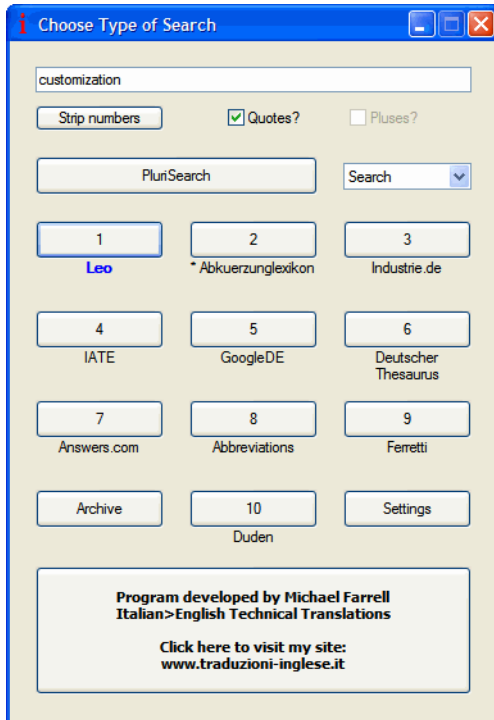 i Choose Type of Search
customization
Strip numbers Quotes? Pluses?
PluriSearch Search
1 2 3
Leo * Abkuerzunglexikon Industrie.de
4 5 6
IATE GoogleDE Deutscher
Thesaurus
7 8 9
Answers.com Abbreviations Ferretti
Archive 10 Settings
Duden
Program developed by Michael Farrell
Italian>English Technical Translations
Click here to visit my site:
www.traduzioni-inglese.it